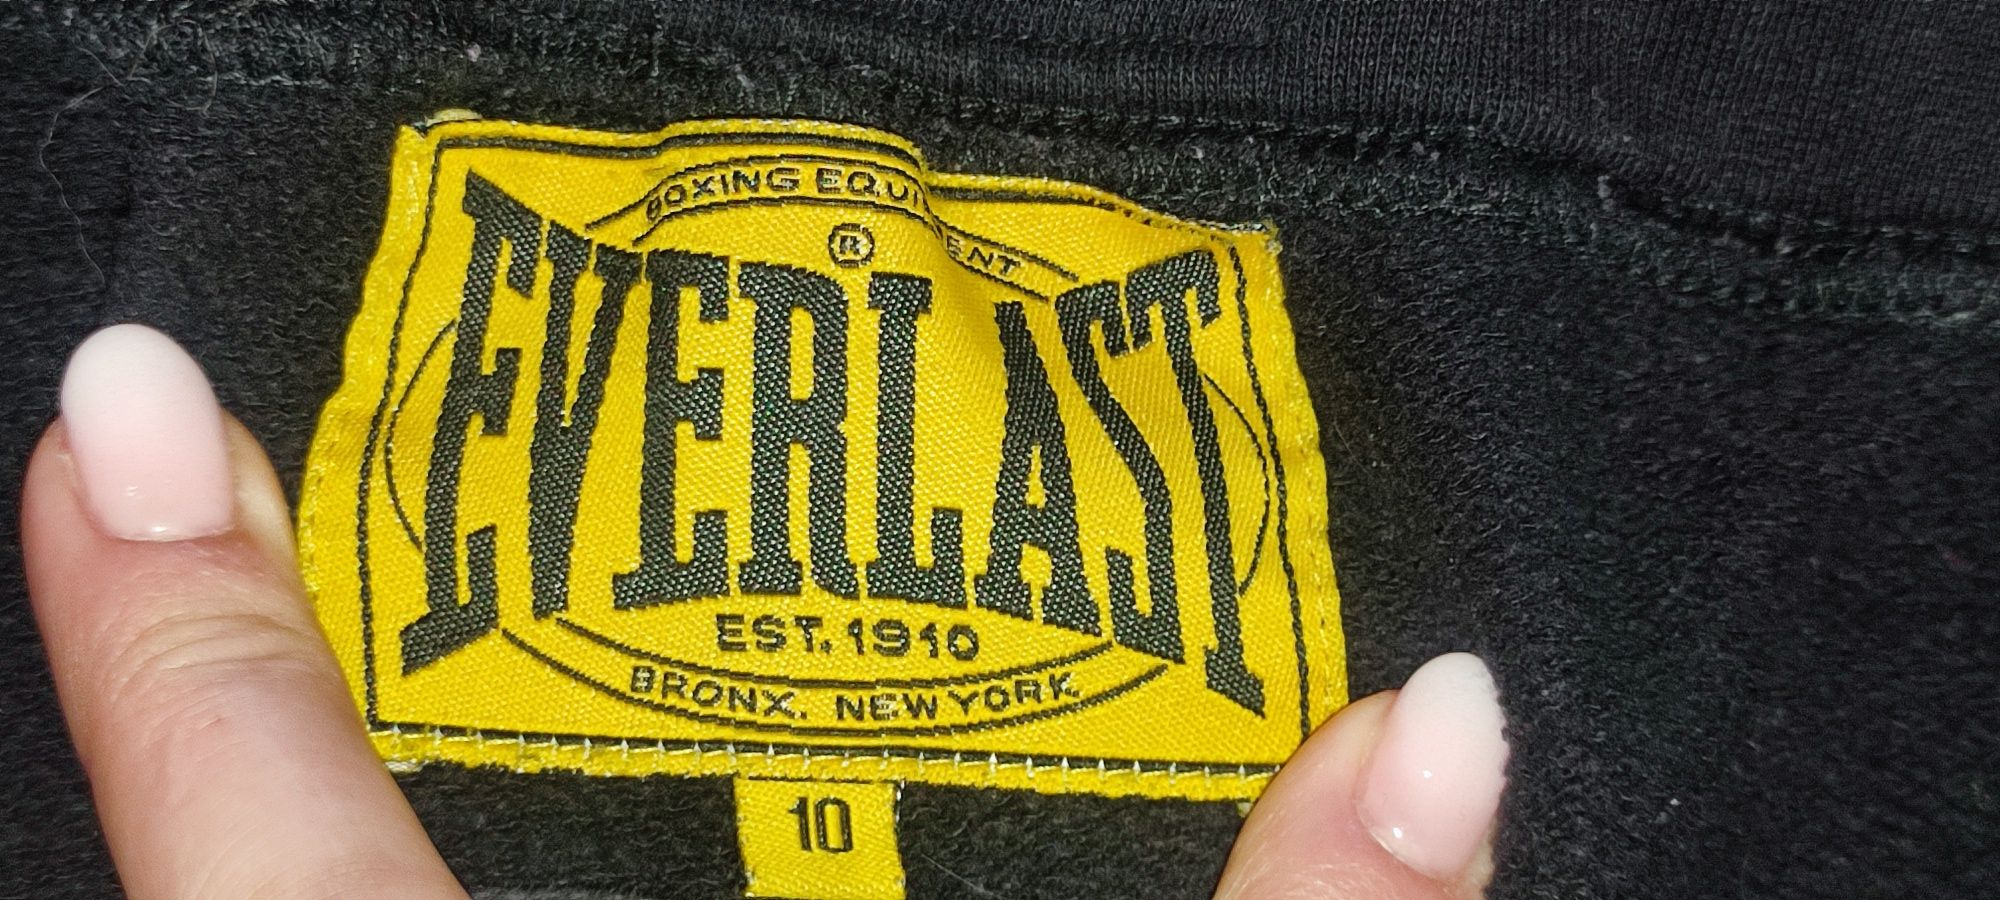 BOXING EQUIPMENT
®
EVERLAST
EST. 1910
BRONX. NEW YORK
10